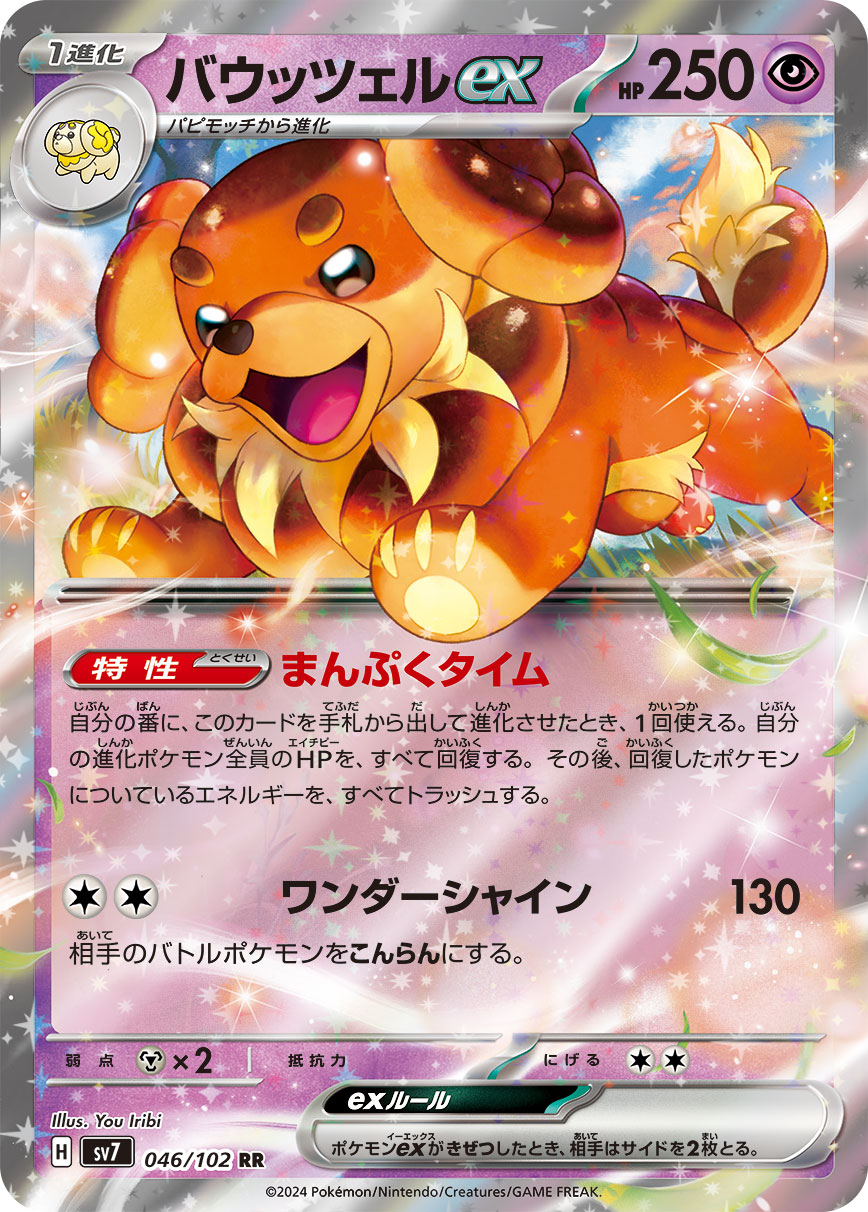 1進化
バウッツェルex
HP250
パピモッチから進化
特性 とくせい まんぷくタイム
自分の番に、このカードを手札から出して進化させたとき、1回使える。自分
の進化ポケモン全員のHPを、すべて回復する。その後、回復したポケモン
についているエネルギーを、すべてトラッシュする。
ワンダーシャイン 130
相手のバトルポケモンをこんらんにする。
弱点 ×2 抵抗力 にげる
exルール
ポケモンexがきぜつしたとき、相手はサイドを2枚とる。
Illus. You Iribi
H sv7 046/102 RR
©2024 Pokémon/Nintendo/Creatures/GAME FREAK.